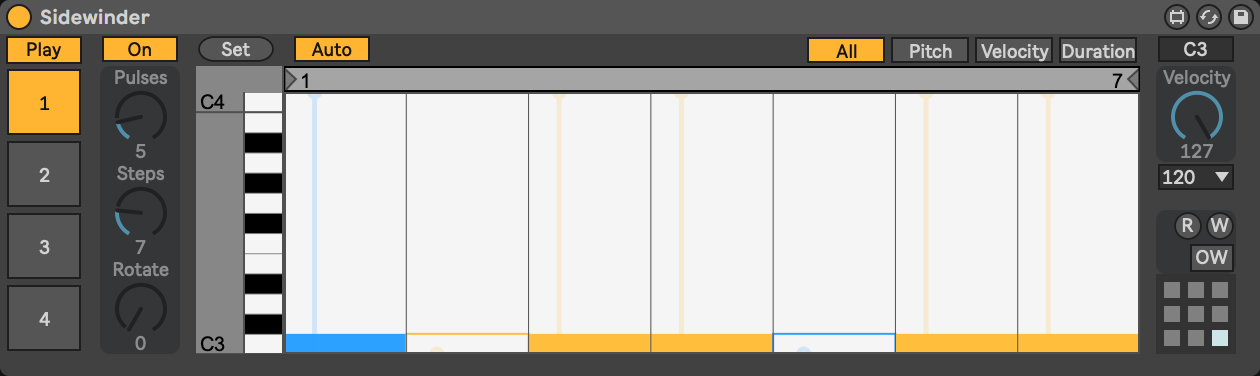 Sidewinder
Play On Set Auto All Pitch Velocity Duration C3
Pulses
5
Steps
7
Rotate
0
1
2
3
4
1 7
C4
C3
Velocity
127
120
R W
OW